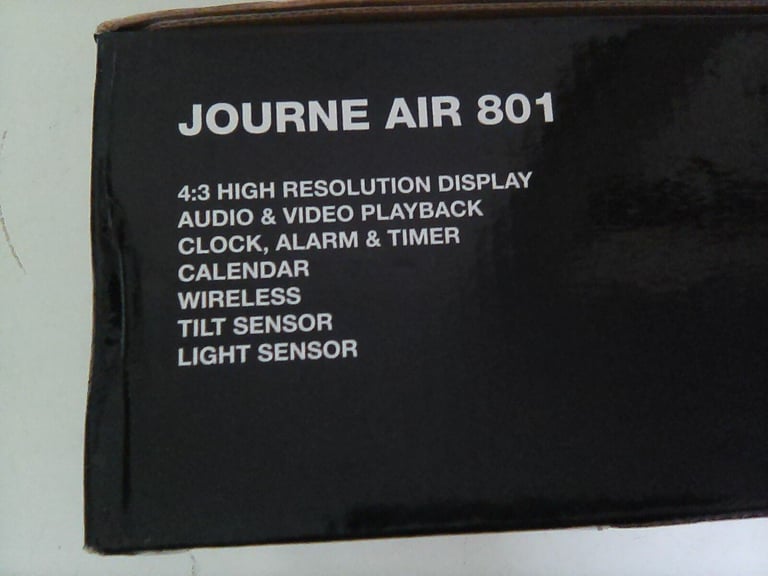 JOURNE AIR 801
4:3 HIGH RESOLUTION DISPLAY
AUDIO & VIDEO PLAYBACK
CLOCK, ALARM & TIMER
CALENDAR
WIRELESS
TILT SENSOR
LIGHT SENSOR